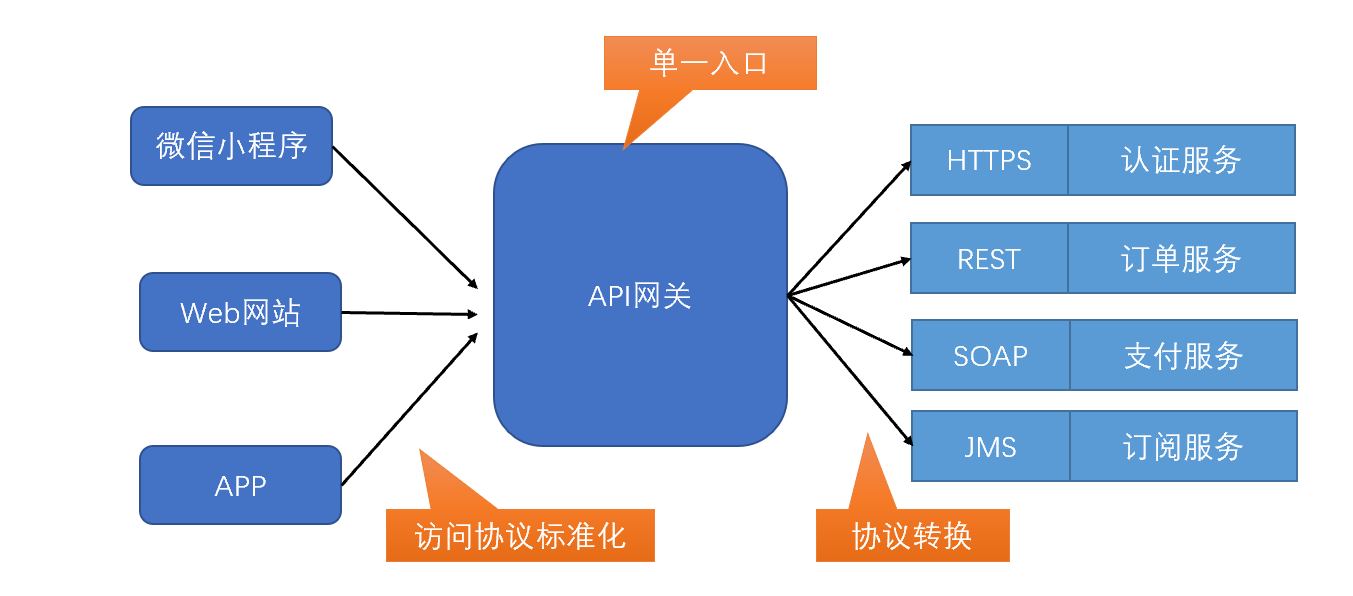 单一入口
微信小程序
Web网站
APP
API网关
HTTPS 认证服务
REST 订单服务
SOAP 支付服务
JMS 订阅服务
访问协议标准化
协议转换